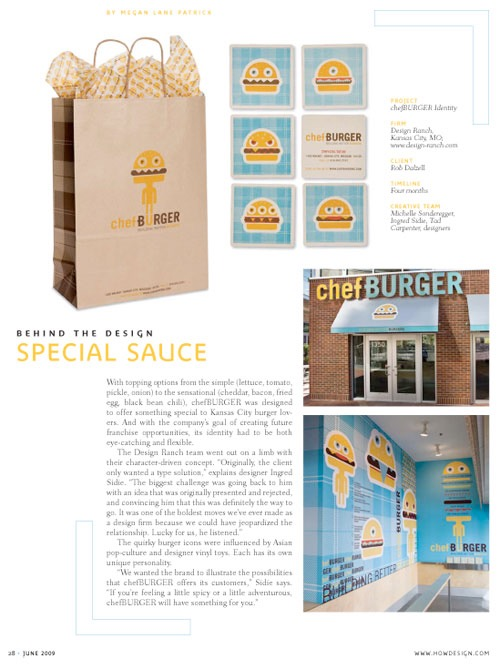 BY MEGAN LANE PATRICK
chefBURGER
chefBURGER
PROJECT
chefBURGER Identity
FIRM
Design Ranch,
Kansas City, MO;
www.design-ranch.com
CLIENT
Rob Dalzell
TIMELINE
Four months
CREATIVE TEAM
Michelle Sonderegger,
Ingred Sidie, Tad
Carpenter, designers
chefBURGER
1350
BEHIND THE DESIGN
SPECIAL SAUCE
With topping options from the simple (lettuce, tomato,
pickle, onion) to the sensational (cheddar, bacon, fried
egg, black bean chili), chefBURGER was designed
to offer something special to Kansas City burger lov-
ers. And with the company's goal of creating future
franchise opportunities, its identity had to be both
eye-catching and flexible.
The Design Ranch team went out on a limb with
their character-driven concept. "Originally, the client
only wanted a type solution," explains designer Ingred
Sidie. "The biggest challenge was going back to him
with an idea that was originally presented and rejected,
and convincing him that this was definitely the way to
go. It was one of the boldest moves we've ever made as
a design firm because we could have jeopardized the
relationship. Lucky for us, he listened."
The quirky burger icons were influenced by Asian
pop-culture and designer vinyl toys. Each has its own
unique personality.
"We wanted the brand to illustrate the possibilities
that chefBURGER offers its customers," Sidie says.
"If you're feeling a little spicy or a little adventurous,
chefBURGER will have something for you."
BURGER
chefBURGER
BUILDING BETTER
28 · JUNE 2009
WWW.HOWDESIGN.COM